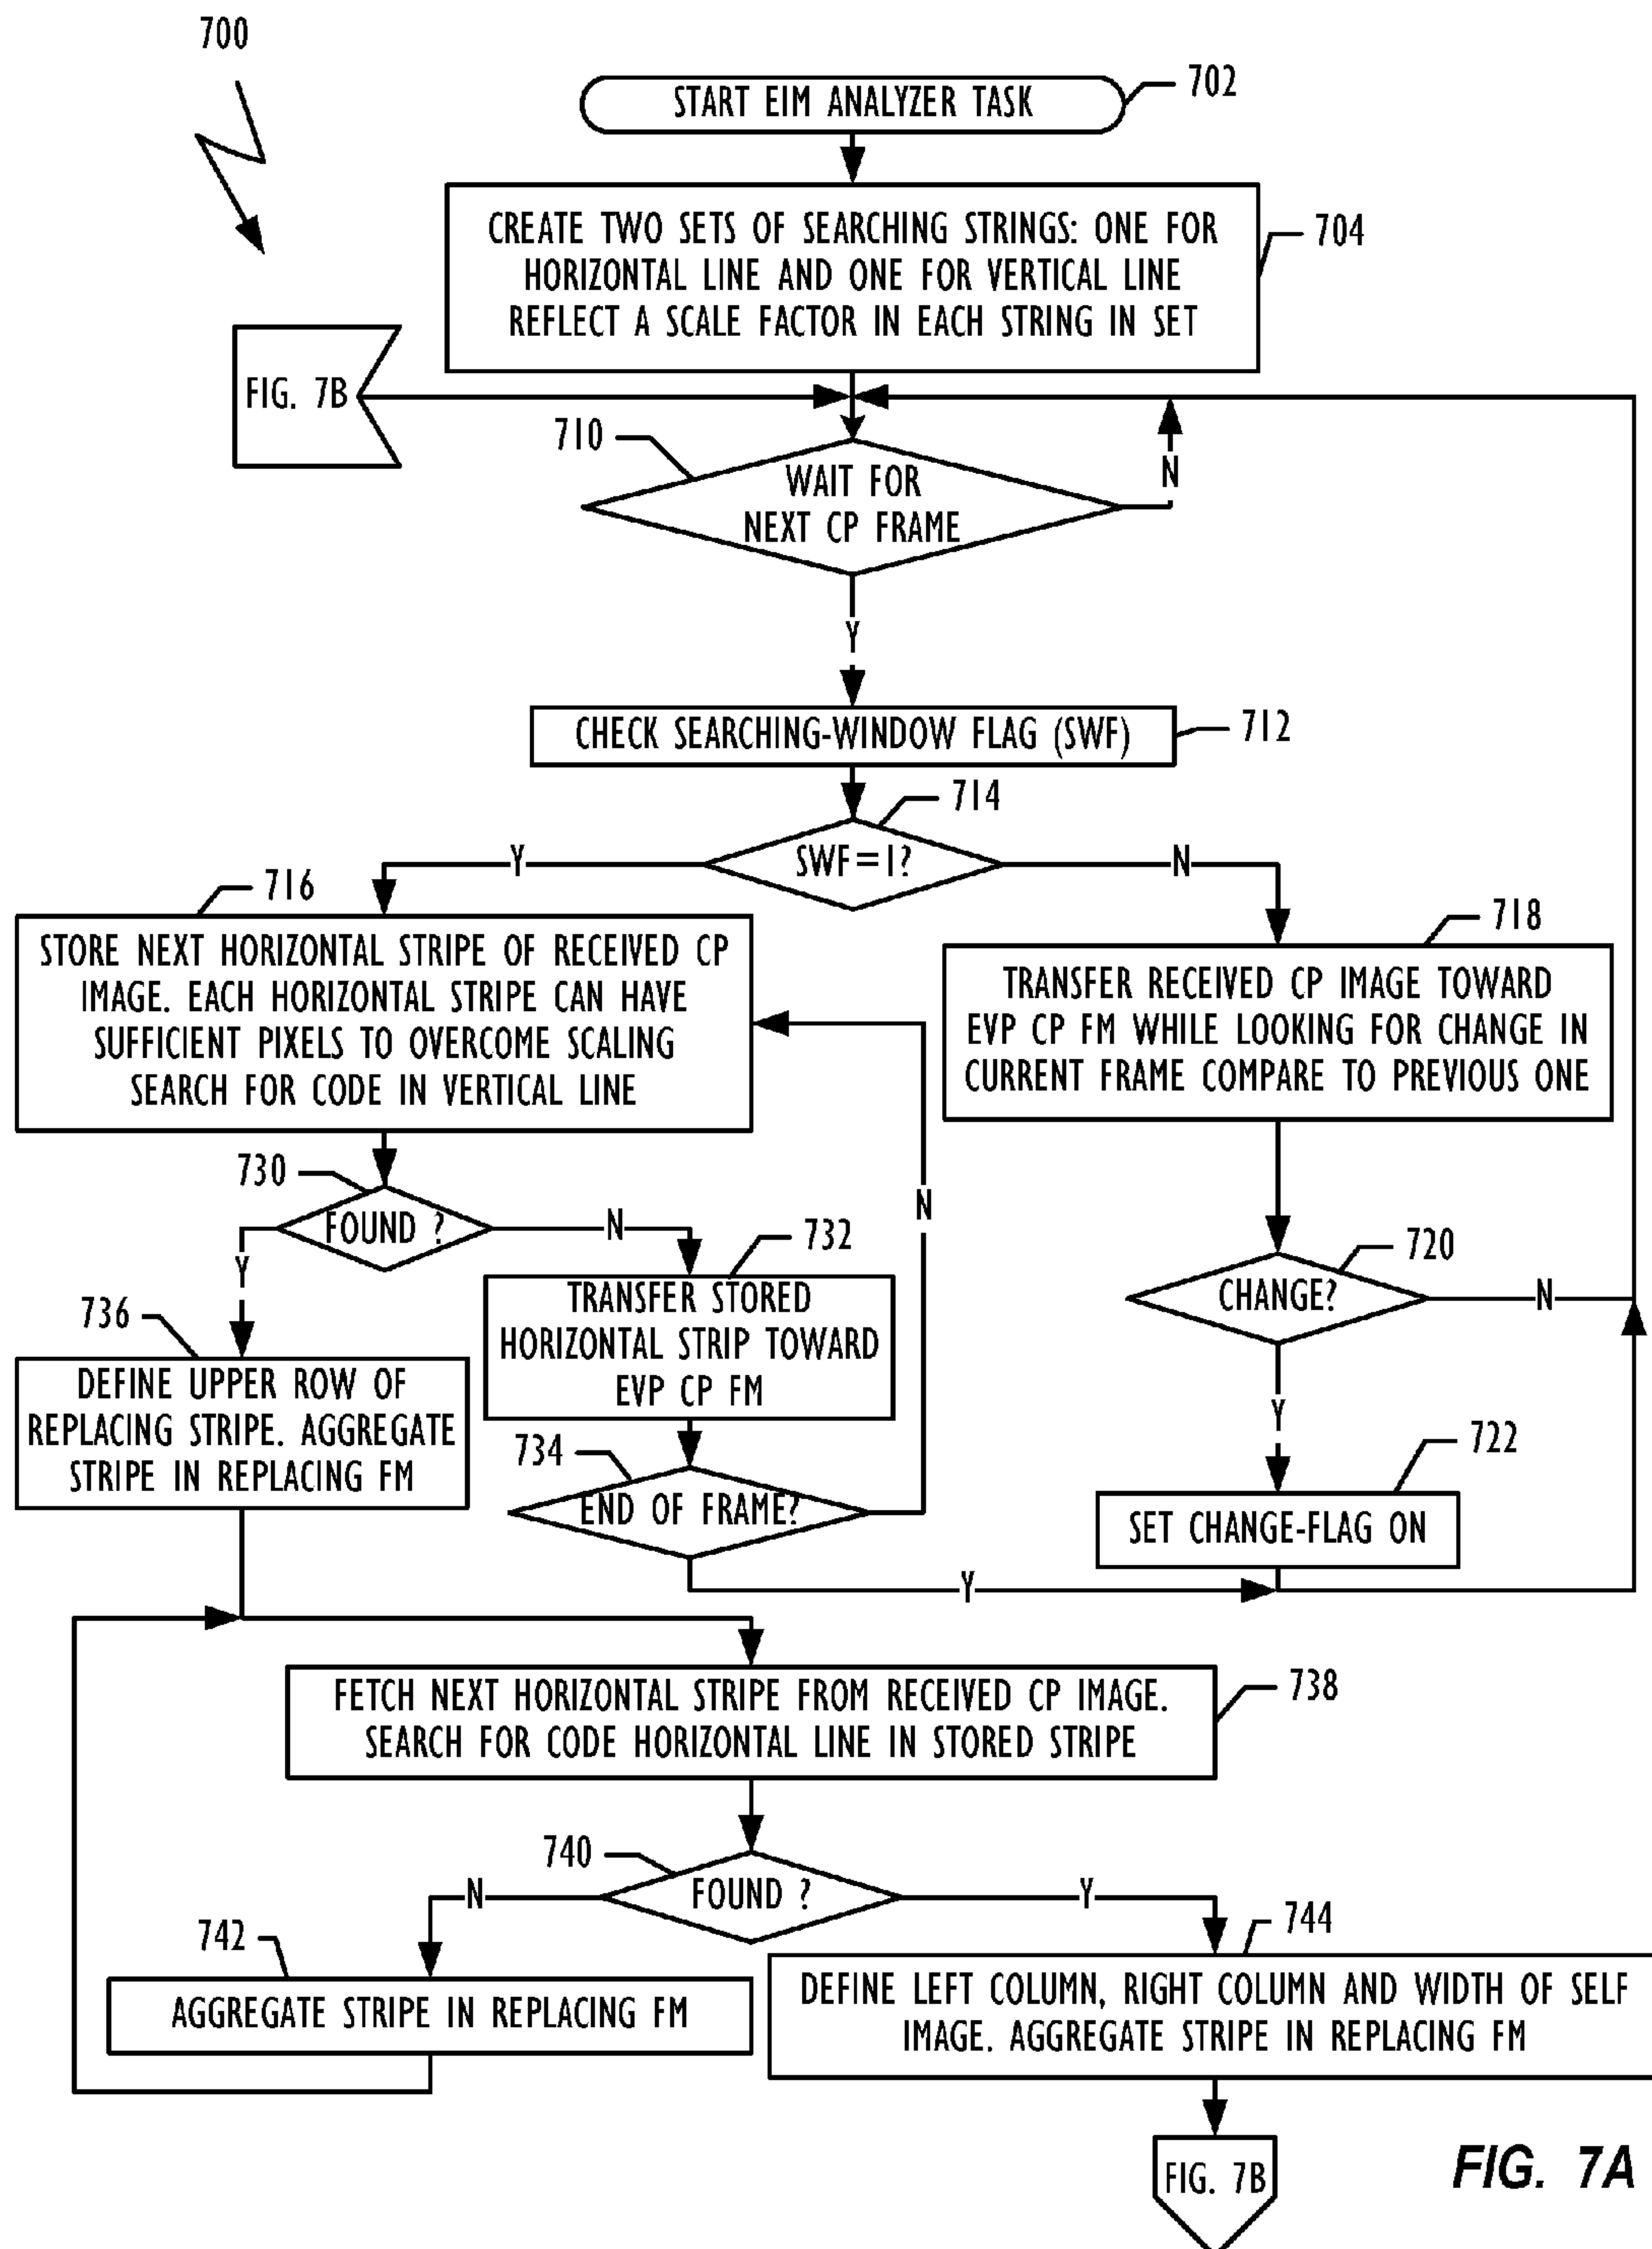 700
START EIM ANALYZER TASK
702
CREATE TWO SETS OF SEARCHING STRINGS: ONE FOR
HORIZONTAL LINE AND ONE FOR VERTICAL LINE
REFLECT A SCALE FACTOR IN EACH STRING IN SET
704
FIG. 7B
710
WAIT FOR
NEXT CP FRAME
N
Y
CHECK SEARCHING-WINDOW FLAG (SWF)
712
714
SWF=1?
Y
N
716
STORE NEXT HORIZONTAL STRIPE OF RECEIVED CP
IMAGE. EACH HORIZONTAL STRIPE CAN HAVE
SUFFICIENT PIXELS TO OVERCOME SCALING
SEARCH FOR CODE IN VERTICAL LINE
718
TRANSFER RECEIVED CP IMAGE TOWARD
EVP CP FM WHILE LOOKING FOR CHANGE IN
CURRENT FRAME COMPARE TO PREVIOUS ONE
730
FOUND ?
N
Y
N
732
TRANSFER STORED
HORIZONTAL STRIP TOWARD
EVP CP FM
720
CHANGE?
N
Y
736
DEFINE UPPER ROW OF
REPLACING STRIPE. AGGREGATE
STRIPE IN REPLACING FM
734
END OF FRAME?
Y
722
SET CHANGE-FLAG ON
FETCH NEXT HORIZONTAL STRIPE FROM RECEIVED CP IMAGE.
SEARCH FOR CODE HORIZONTAL LINE IN STORED STRIPE
738
740
FOUND ?
N
Y
742
AGGREGATE STRIPE IN REPLACING FM
744
DEFINE LEFT COLUMN, RIGHT COLUMN AND WIDTH OF SELF
IMAGE. AGGREGATE STRIPE IN REPLACING FM
FIG. 7B
FIG. 7A